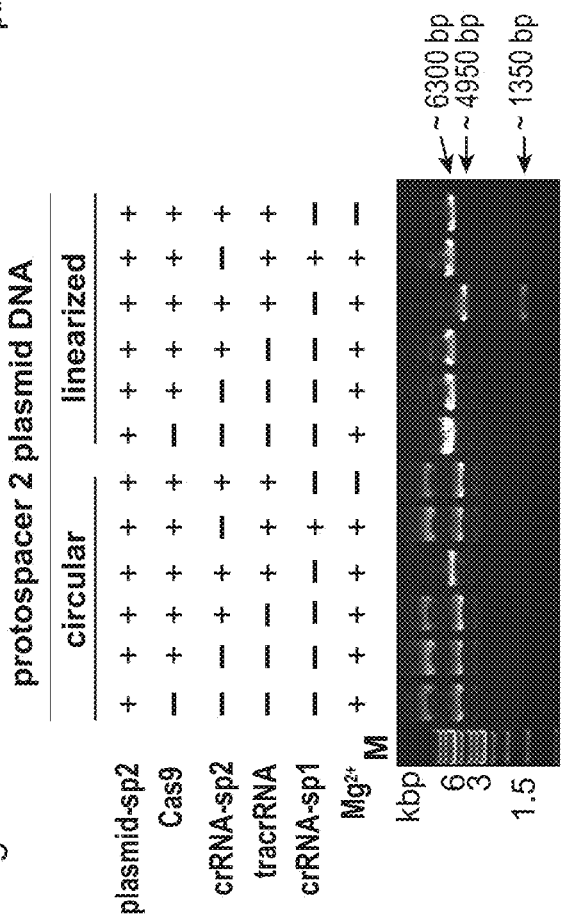 protospacer 2 plasmid DNA
circular linearized
plasmid-sp2 + + + + + + + + + + + +
Cas9 − + + + + + − + + + + +
crRNA-sp2 − − + + − + − − + + − +
tracrRNA − − − + + + − − − + + +
crRNA-sp1 − − − − + − − − − − + −
Mg²⁺ + + + + + − + + + + + −
kbp M
6 ~ 6300 bp
3 ~ 4950 bp
1.5 ~ 1350 bp